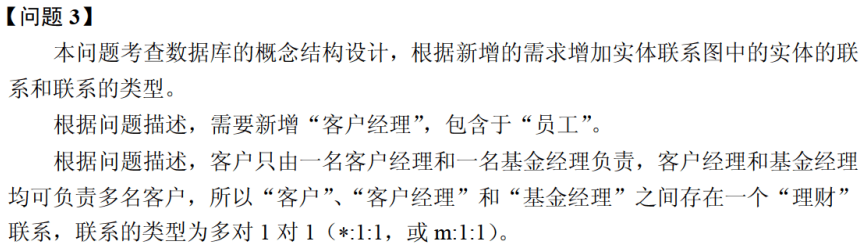 【问题 3】
本问题考查数据库的概念结构设计，根据新增的需求增加实体联系图中的实体的联
系和联系的类型。
根据问题描述，需要新增“客户经理”，包含于“员工”。
根据问题描述，客户只由一名客户经理和一名基金经理负责，客户经理和基金经理
均可负责多名客户，所以“客户”、“客户经理”和“基金经理”之间存在一个“理财”
联系，联系的类型为多对 1 对 1（*:1:1，或 m:1:1）。